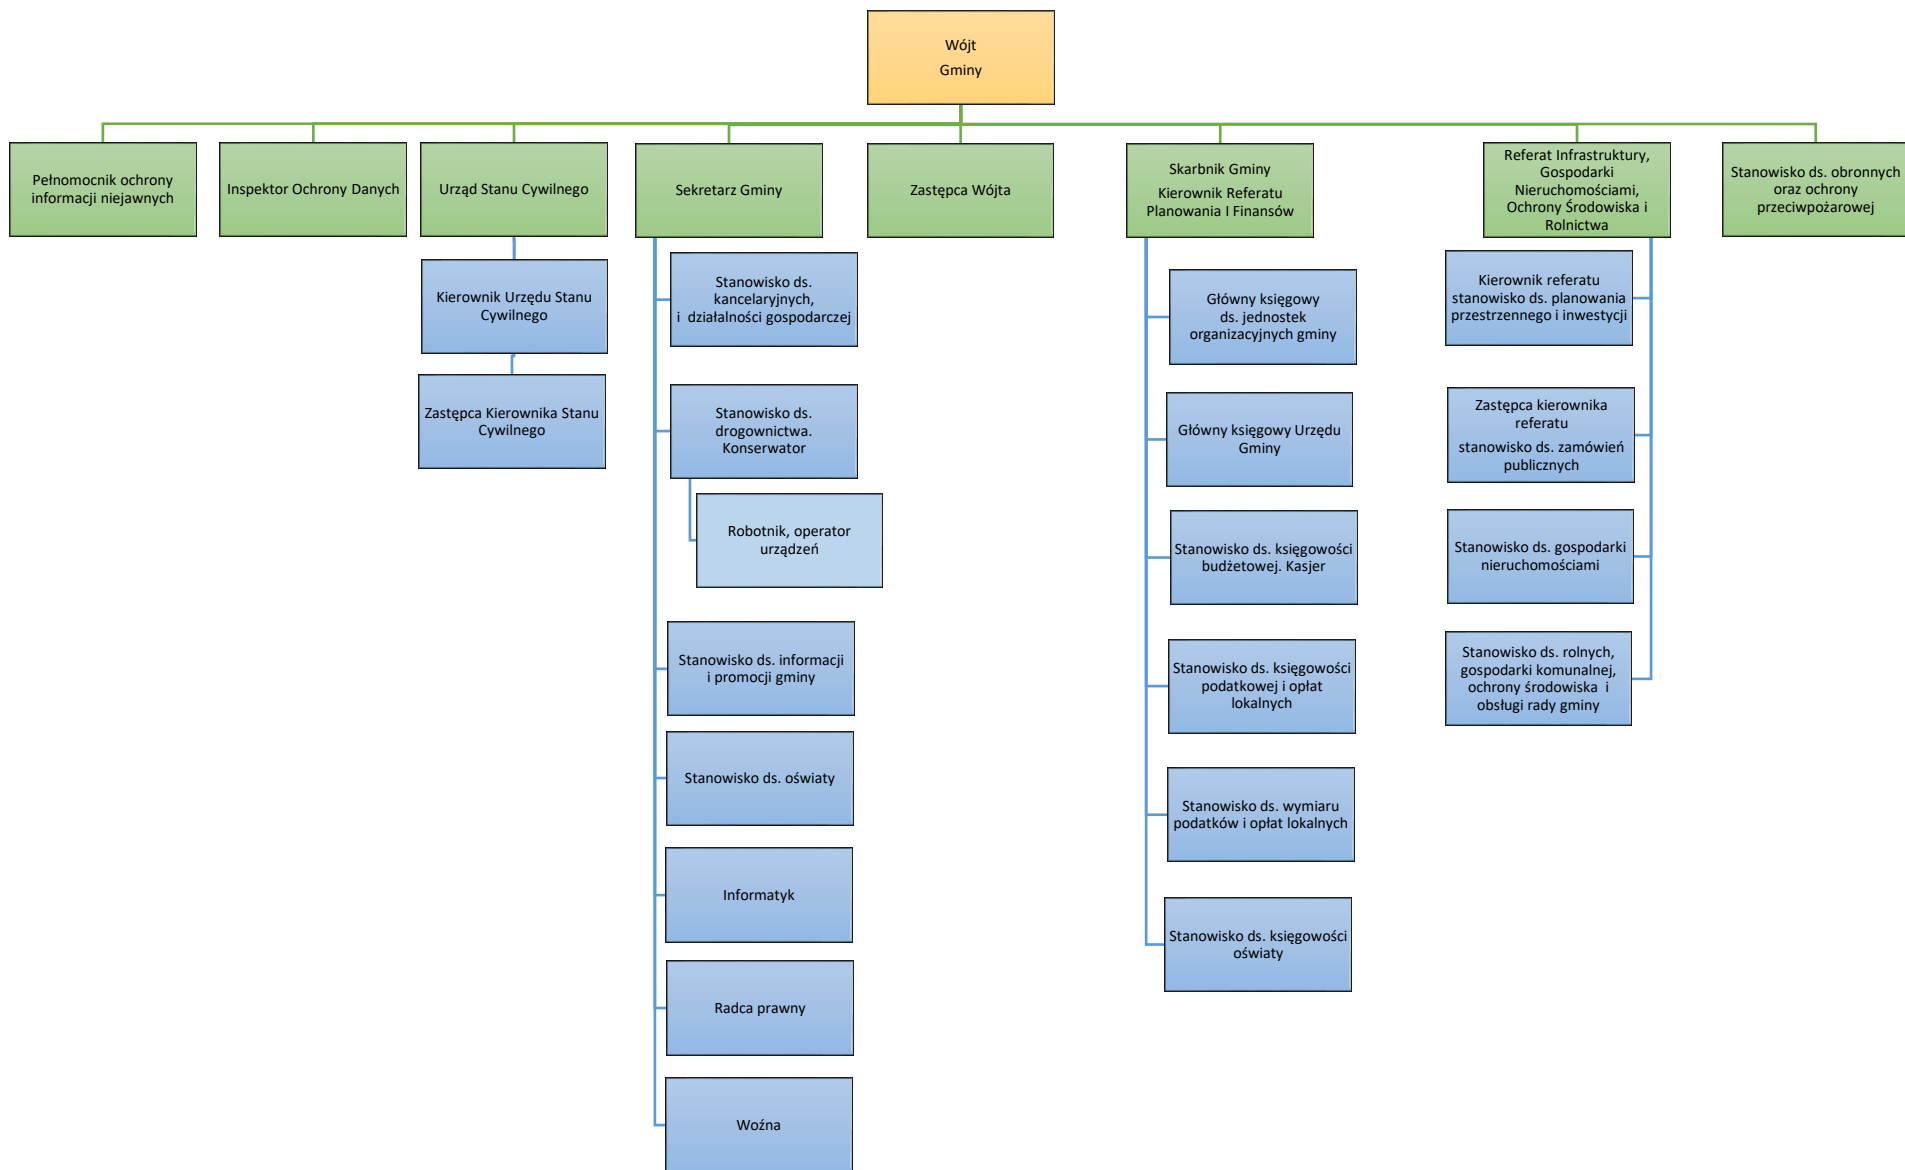 Wójt
Gminy
Pełnomocnik ochrony
informacji niejawnych
Inspektor Ochrony Danych
Urząd Stanu Cywilnego
Sekretarz Gminy
Zastępca Wójta
Skarbnik Gminy
Kierownik Referatu
Planowania I Finansów
Referat Infrastruktury,
Gospodarki
Nieruchomościami,
Ochrony Środowiska i
Rolnictwa
Stanowisko ds. obronnych
oraz ochrony
przeciwpożarowej
Kierownik Urzędu Stanu
Cywilnego
Zastępca Kierownika Stanu
Cywilnego
Stanowisko ds.
kancelaryjnych,
i działalności gospodarczej
Stanowisko ds.
drogownictwa.
Konserwator
Robotnik, operator
urządzeń
Stanowisko ds. informacji
i promocji gminy
Stanowisko ds. oświaty
Informatyk
Radca prawny
Woźna
Główny księgowy
ds. jednostek
organizacyjnych gminy
Główny księgowy Urzędu
Gminy
Stanowisko ds. księgowości
budżetowej. Kasjer
Stanowisko ds. księgowości
podatkowej i opłat
lokalnych
Stanowisko ds. wymiaru
podatków i opłat lokalnych
Stanowisko ds. księgowości
oświaty
Kierownik referatu
stanowisko ds. planowania
przestrzennego i inwestycji
Zastępca kierownika
referatu
stanowisko ds. zamówień
publicznych
Stanowisko ds. gospodarki
nieruchomościami
Stanowisko ds. rolnych,
gospodarki komunalnej,
ochrony środowiska i
obsługi rady gminy